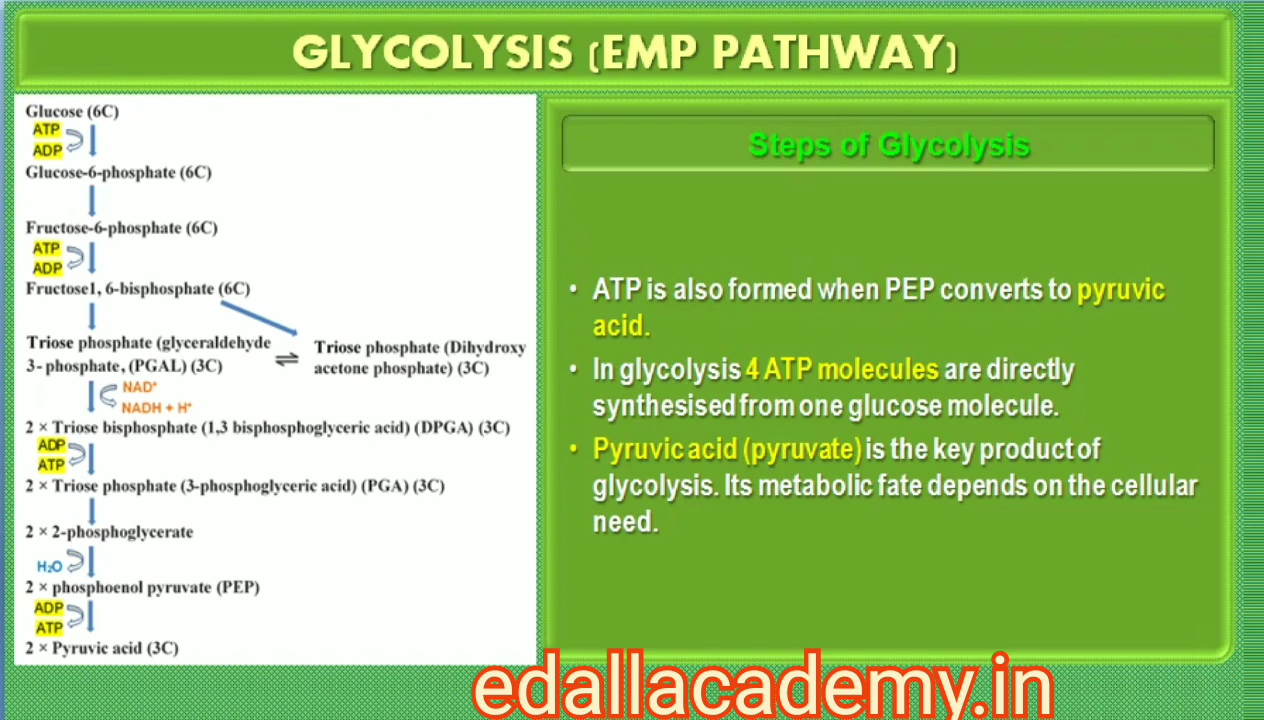 GLYCOLYSIS (EMP PATHWAY)
Glucose (6C)
ATP
ADP
Glucose-6-phosphate (6C)
Fructose-6-phosphate (6C)
ATP
ADP
Fructose1, 6-bisphosphate (6C)
Triose phosphate (glyceraldehyde
3- phosphate, (PGAL) (3C)
⇌
Triose phosphate (Dihydroxy
acetone phosphate) (3C)
NAD⁺
NADH + H⁺
2 × Triose bisphosphate (1,3 bisphosphoglyceric acid) (DPGA) (3C)
ADP
ATP
2 × Triose phosphate (3-phosphoglyceric acid) (PGA) (3C)
2 × 2-phosphoglycerate
H₂O
2 × phosphoenol pyruvate (PEP)
ADP
ATP
2 × Pyruvic acid (3C)
Steps of Glycolysis
• ATP is also formed when PEP converts to pyruvic
acid.
• In glycolysis 4 ATP molecules are directly
synthesised from one glucose molecule.
• Pyruvic acid (pyruvate) is the key product of
glycolysis. Its metabolic fate depends on the cellular
need.
edallacademy.in